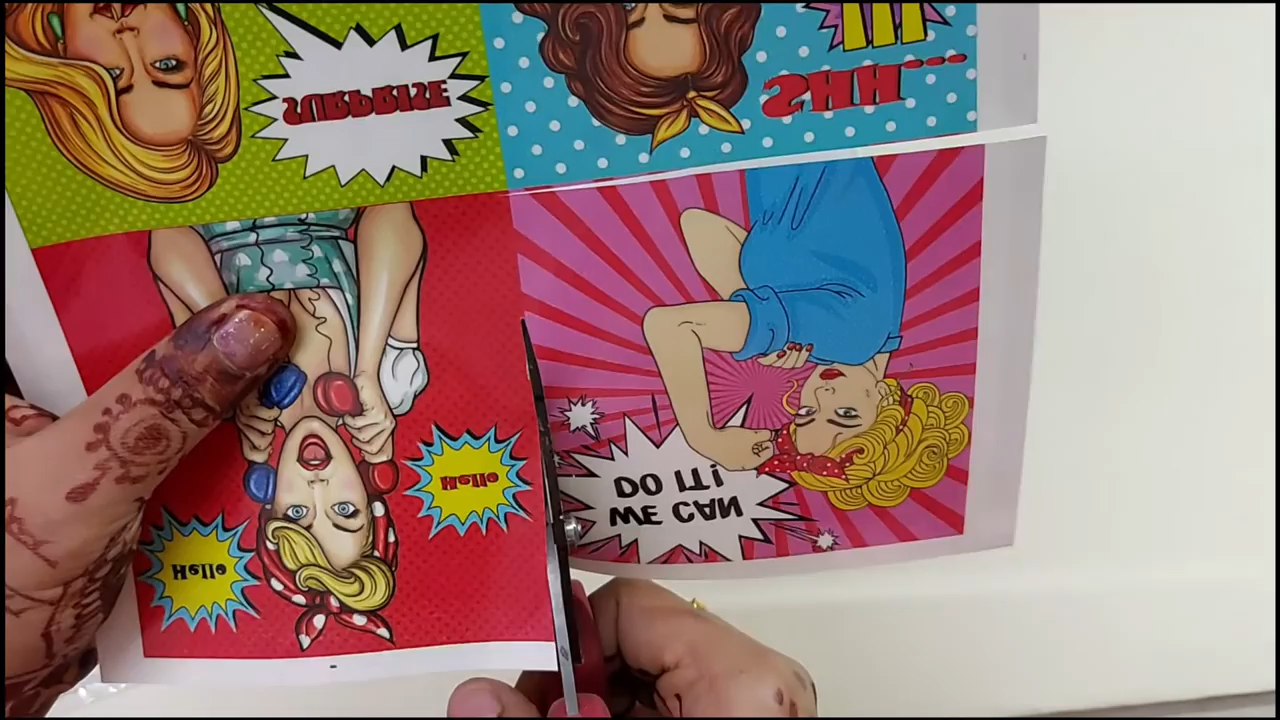 SURPRISE
SHH...
Hello
Hello
WE CAN
DO IT!